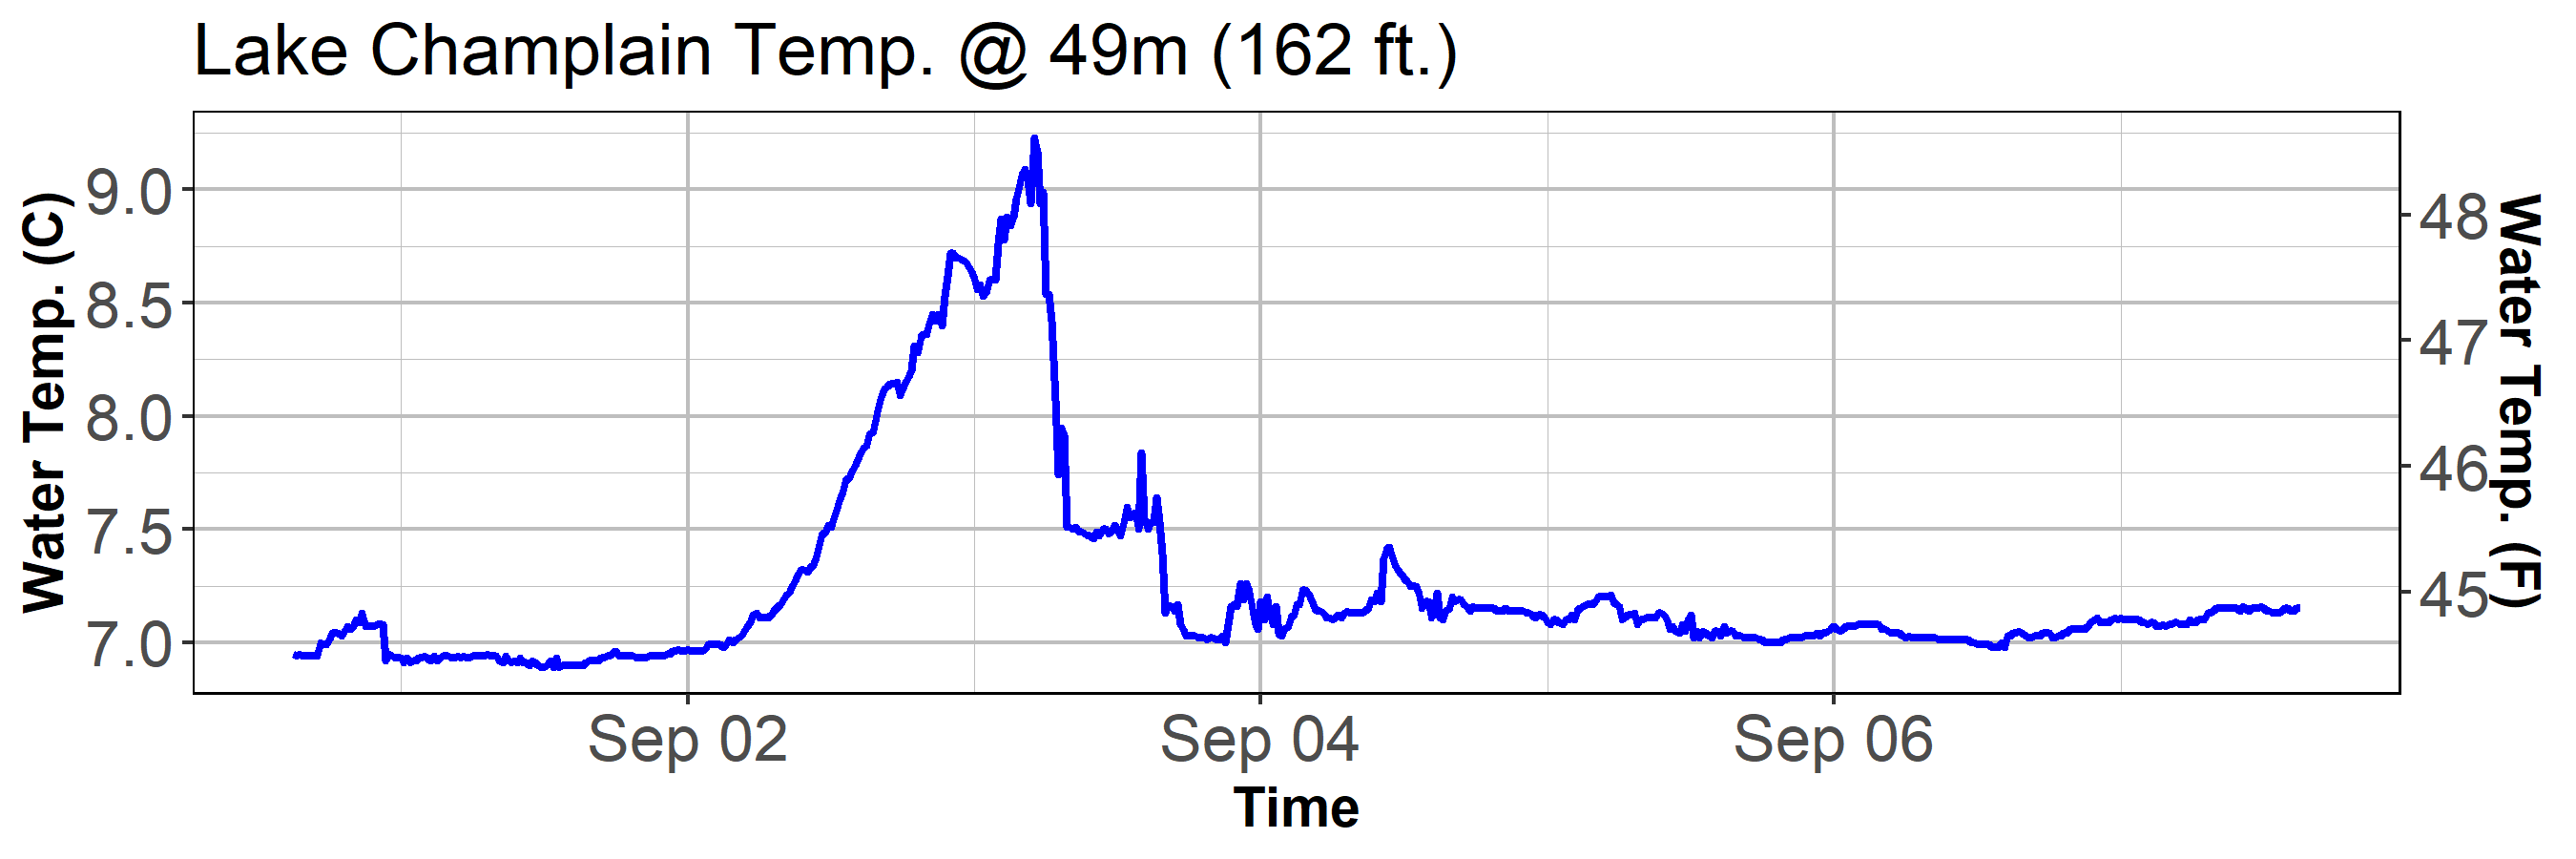 Lake Champlain Temp. @ 49m (162 ft.)
Water Temp. (C)
9.0
8.5
8.0
7.5
7.0
48
47
46
45
Water Temp. (F)
Sep 02
Sep 04
Sep 06
Time